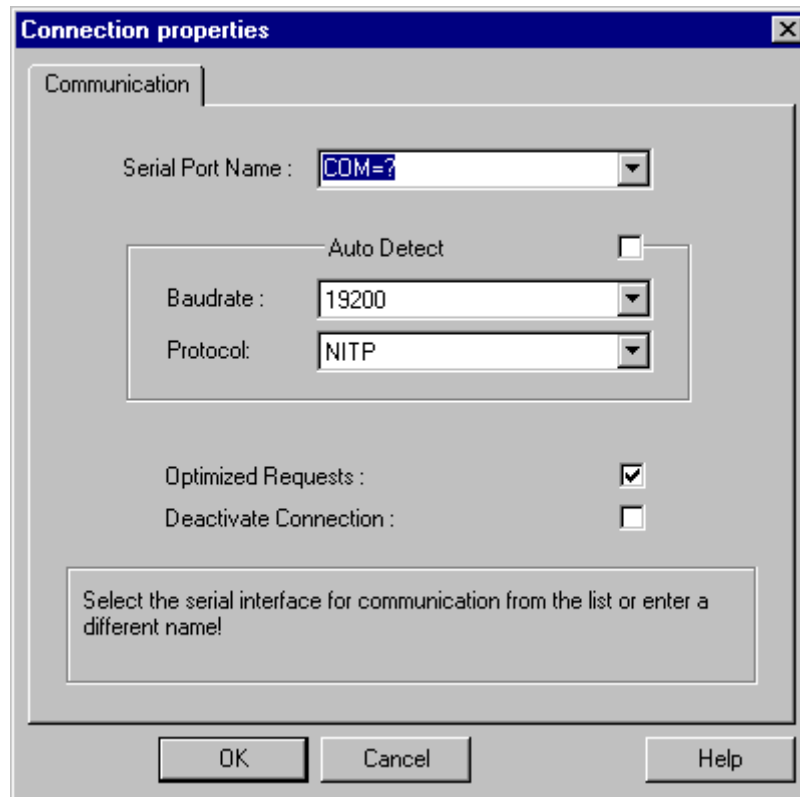 Connection properties
Communication
Serial Port Name : COM=?
Auto Detect
Baudrate : 19200
Protocol: NITP
Optimized Requests :
Deactivate Connection :
Select the serial interface for communication from the list or enter a
different name!
OK Cancel Help